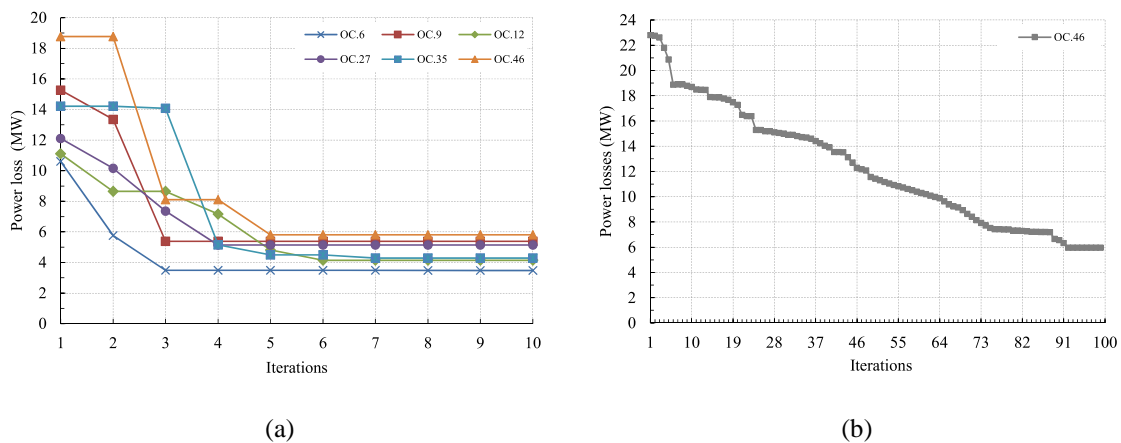 OC.6 OC.9 OC.12
OC.27 OC.35 OC.46
Power loss (MW)
20
18
16
14
12
10
8
6
4
2
0
1 2 3 4 5 6 7 8 9 10
Iterations
(a)
OC.46
Power losses (MW)
24
22
20
18
16
14
12
10
8
6
4
2
0
1 10 19 28 37 46 55 64 73 82 91 100
Iterations
(b)